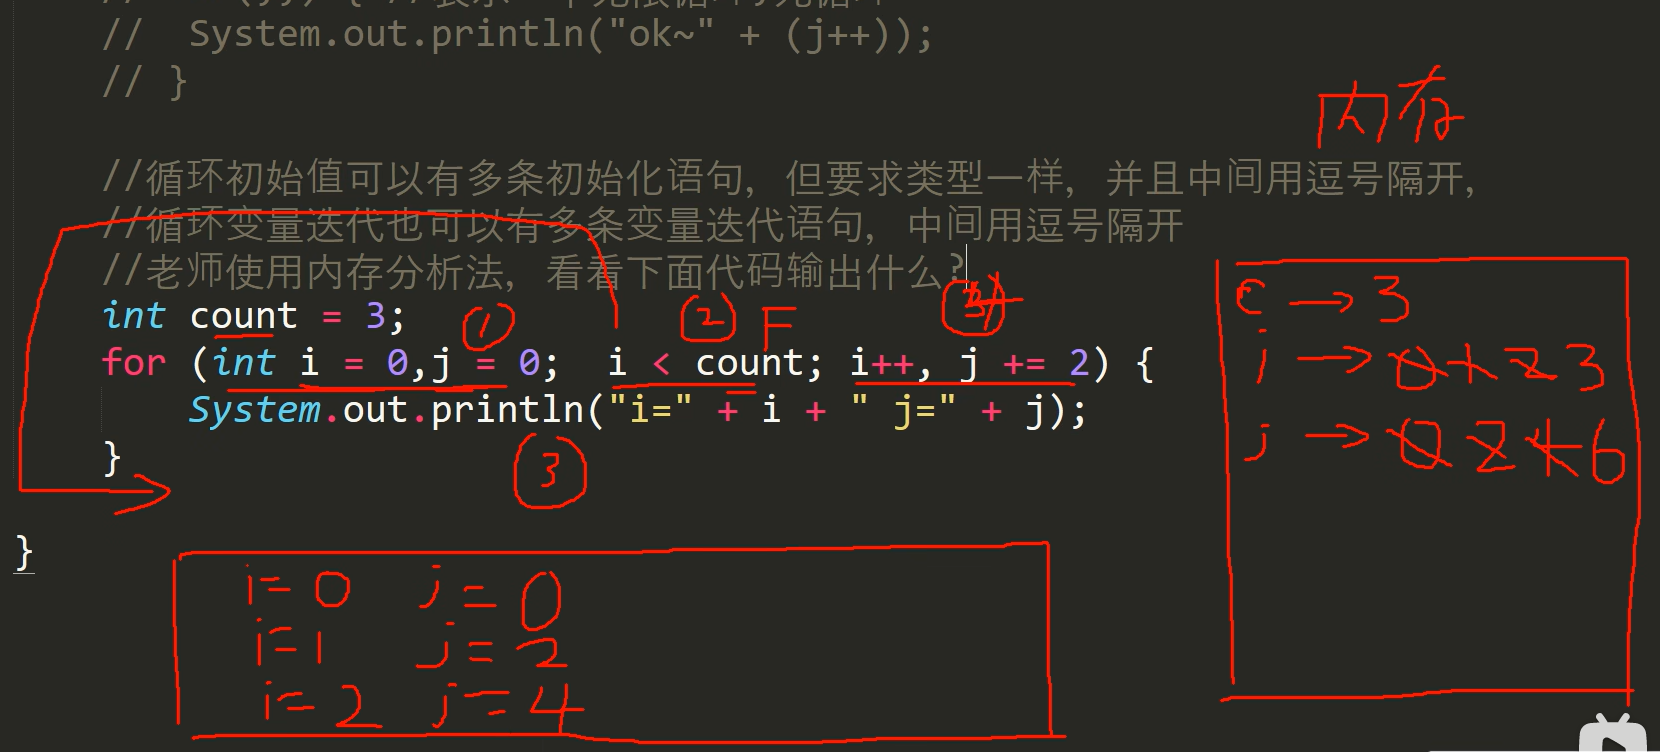 // System.out.println("ok~" + (j++));
// }
内存
//循环初始值可以有多条初始化语句, 但要求类型一样, 并且中间用逗号隔开,
//循环变量迭代也可以有多条变量迭代语句, 中间用逗号隔开
//老师使用内存分析法, 看看下面代码输出什么?
int count = 3;
① ② F
for (int i = 0,j = 0; i < count; i++, j += 2) {
System.out.println("i=" + i + " j=" + j);
}
③
}
C → 3
i → 0 1 2 3
j → 0 2 4 6
i=0 j=0
i=1 j=2
i=2 j=4